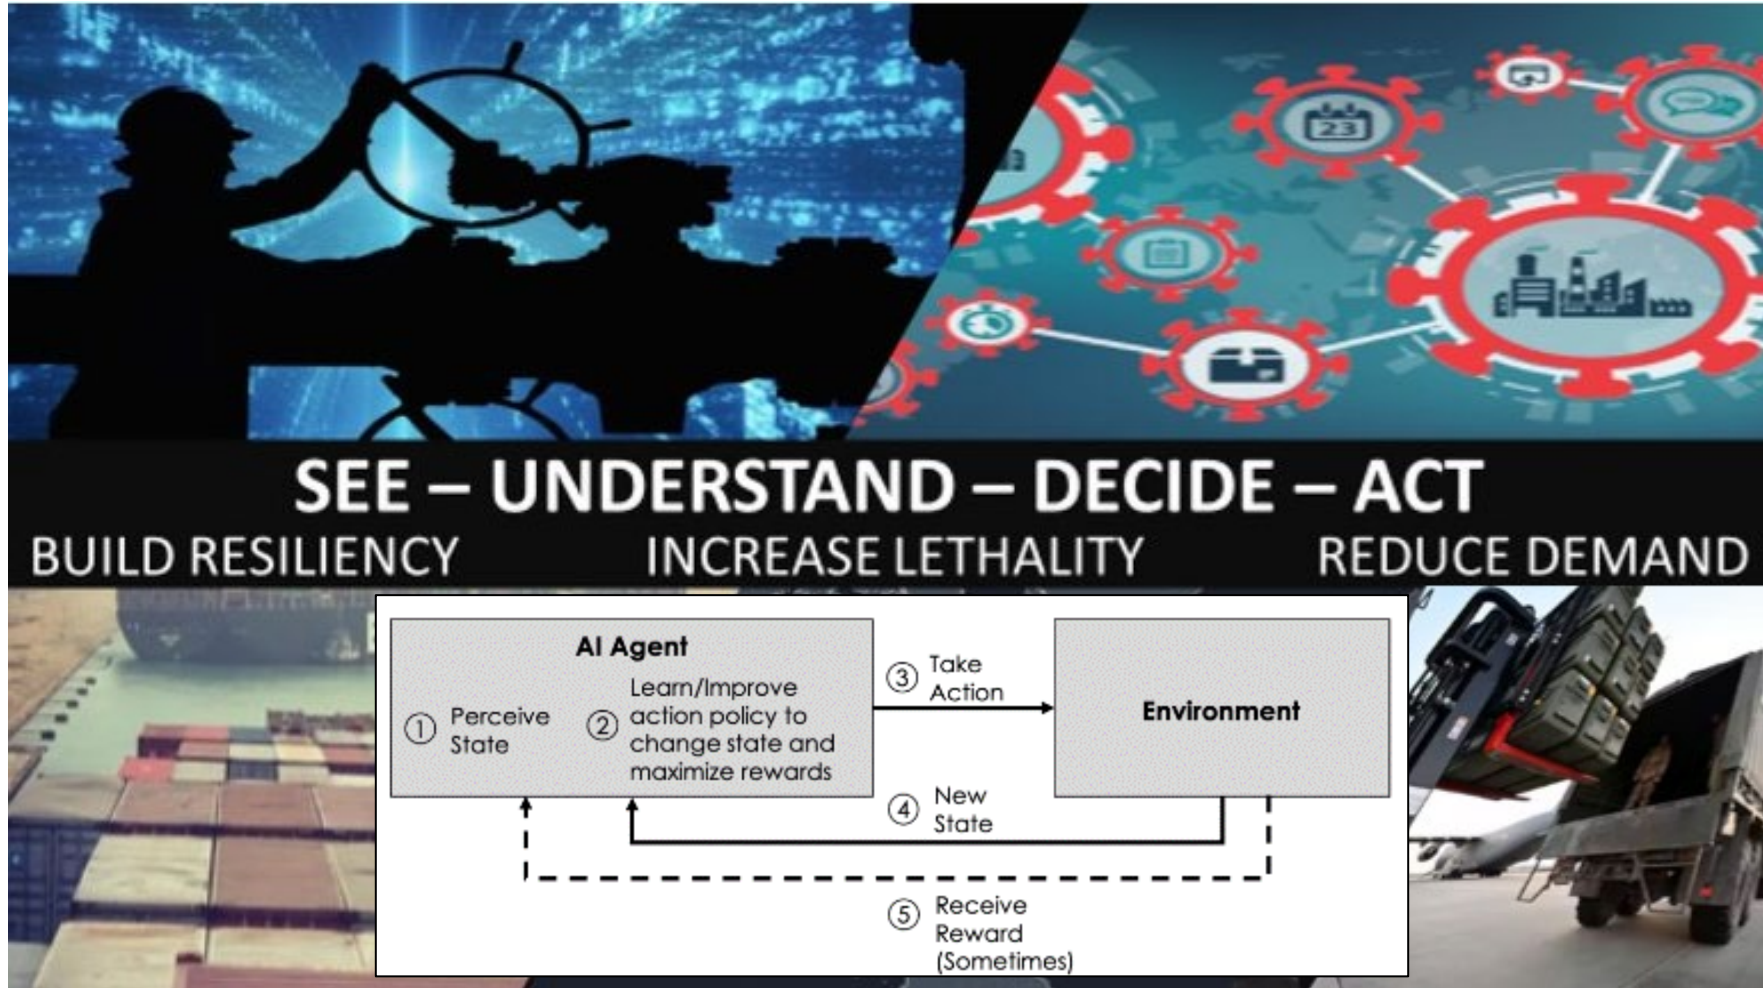 23
SEE – UNDERSTAND – DECIDE – ACT
BUILD RESILIENCY
INCREASE LETHALITY
REDUCE DEMAND
AI Agent
① Perceive
State
② Learn/Improve
action policy to
change state and
maximize rewards
③ Take
Action
Environment
④ New
State
⑤ Receive
Reward
(Sometimes)